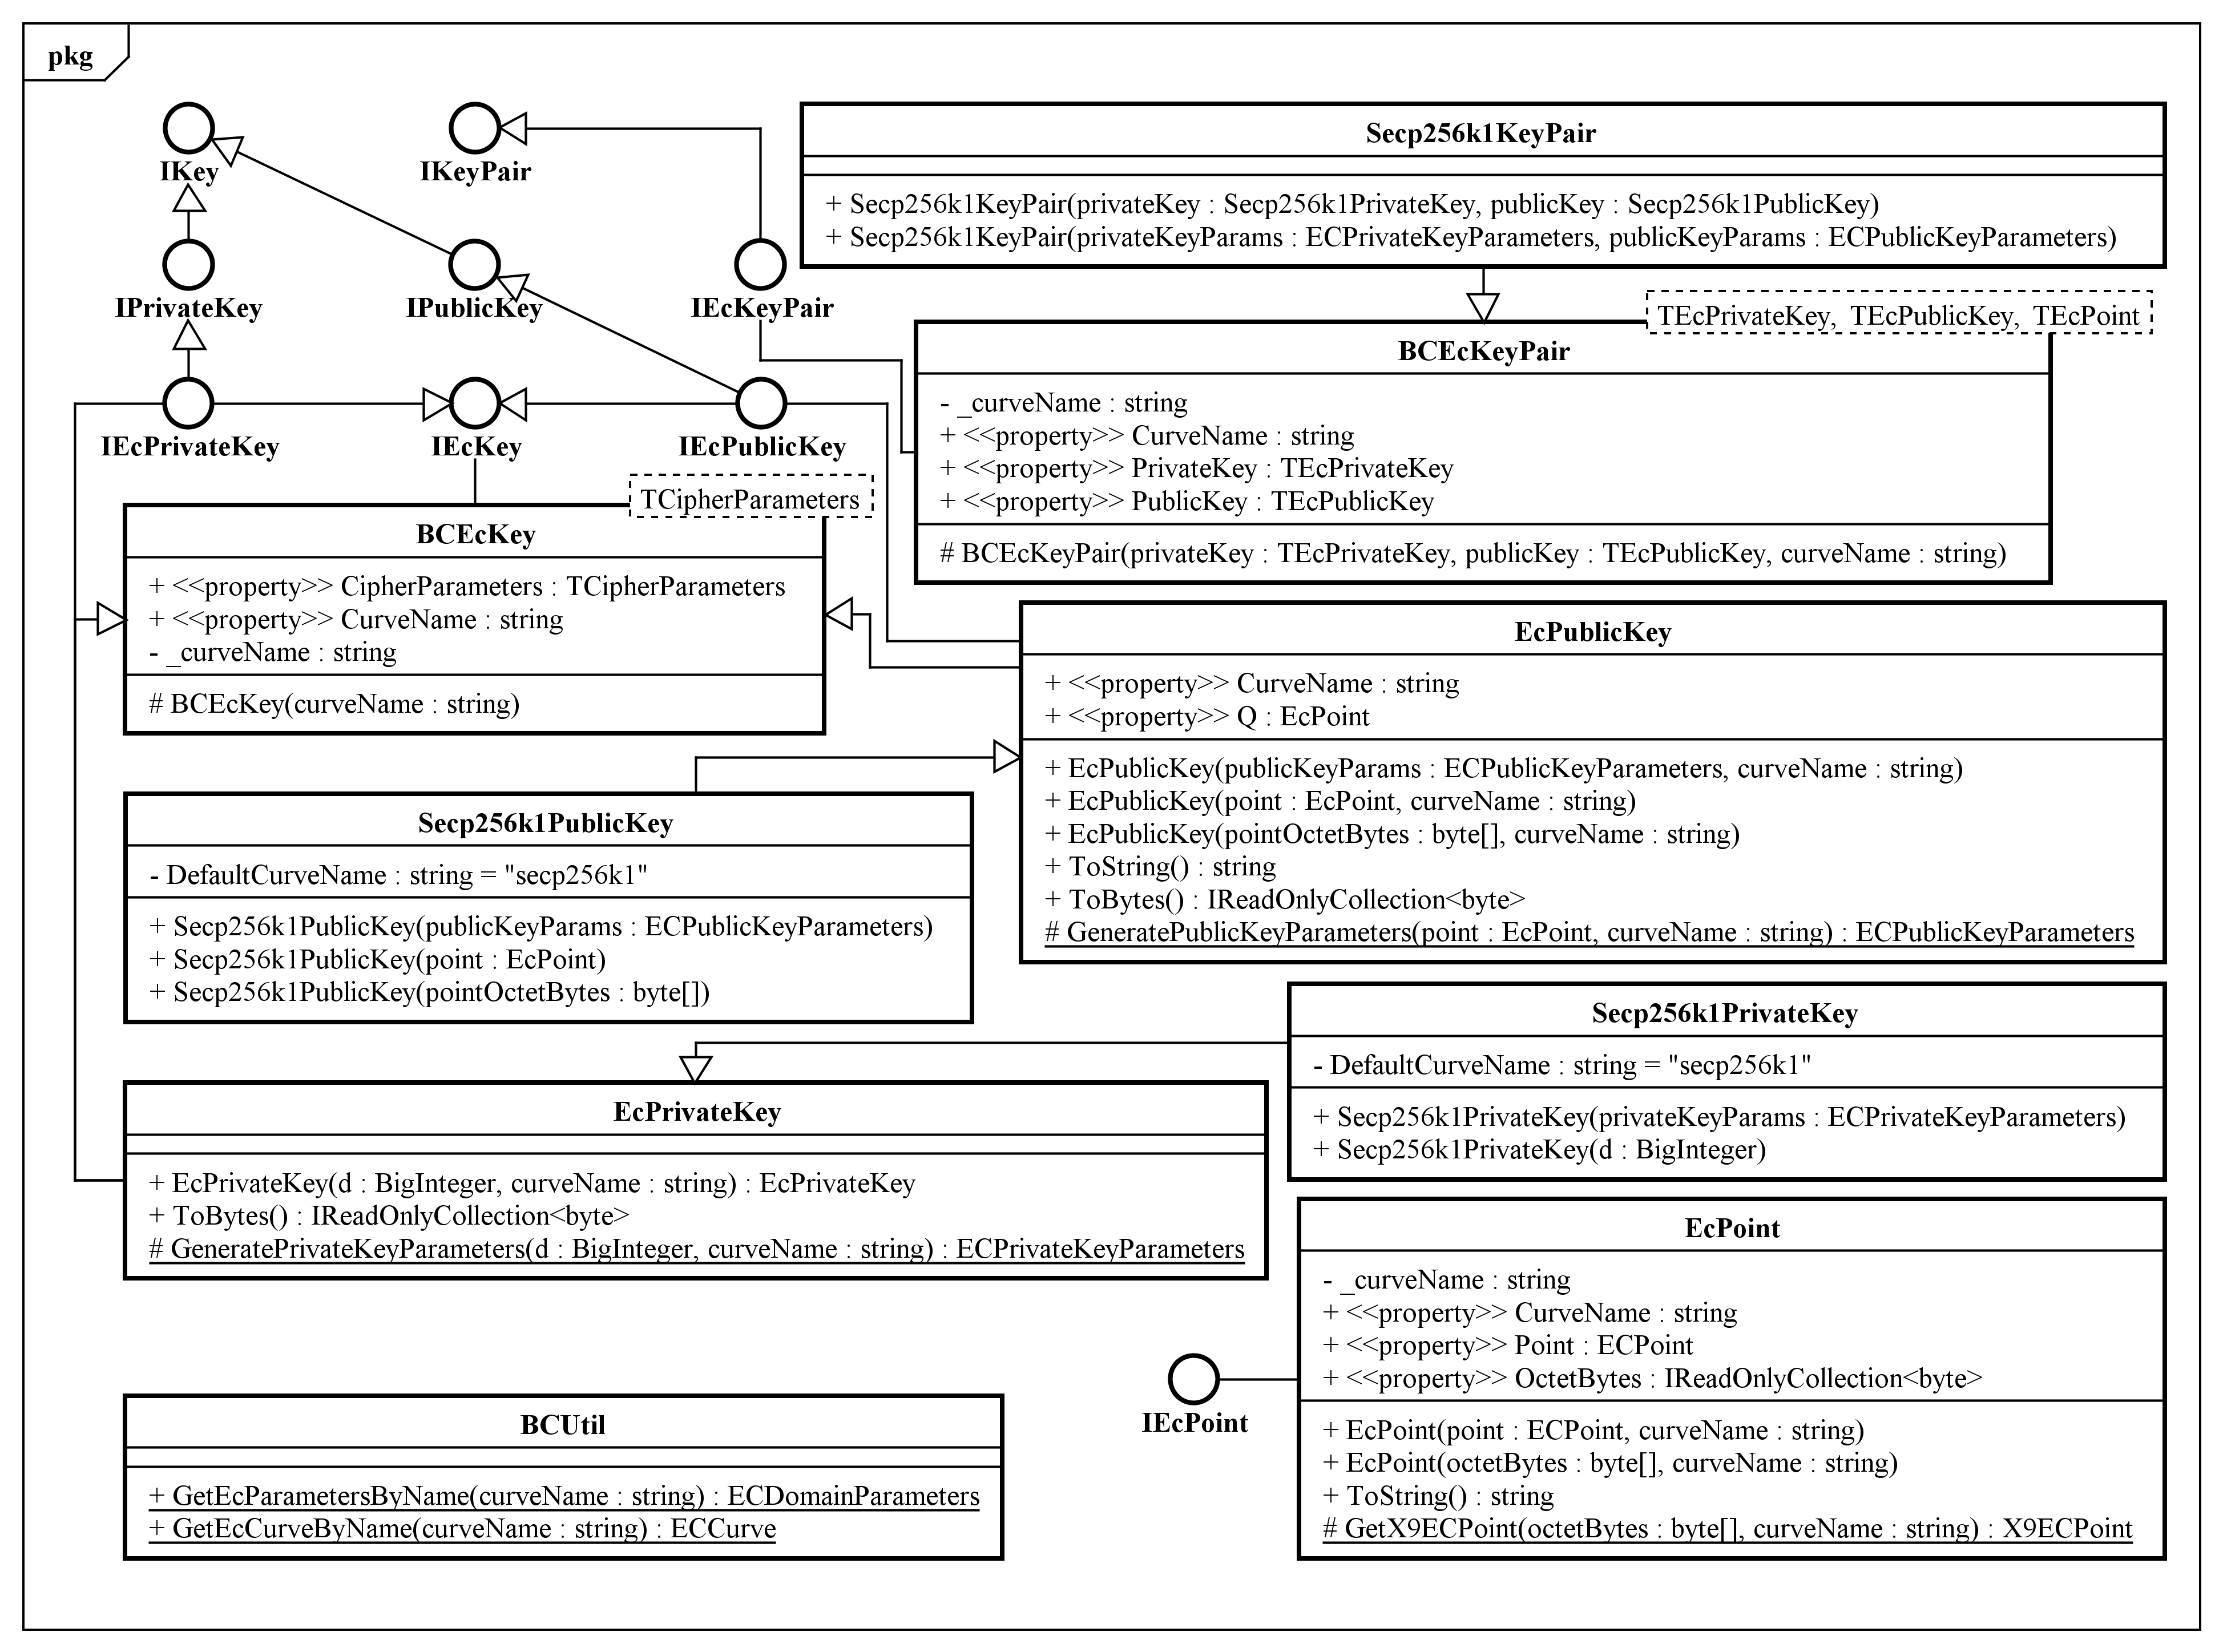 pkg
IKey
IKeyPair
IPrivateKey
IPublicKey
IEcKeyPair
IEcPrivateKey
IEcKey
IEcPublicKey
Secp256k1KeyPair
+ Secp256k1KeyPair(privateKey : Secp256k1PrivateKey, publicKey : Secp256k1PublicKey)
+ Secp256k1KeyPair(privateKeyParams : ECPrivateKeyParameters, publicKeyParams : ECPublicKeyParameters)
TEcPrivateKey, TEcPublicKey, TEcPoint
BCEcKeyPair
- _curveName : string
+ <<property>> CurveName : string
+ <<property>> PrivateKey : TEcPrivateKey
+ <<property>> PublicKey : TEcPublicKey
# BCEcKeyPair(privateKey : TEcPrivateKey, publicKey : TEcPublicKey, curveName : string)
TCipherParameters
BCEcKey
+ <<property>> CipherParameters : TCipherParameters
+ <<property>> CurveName : string
- _curveName : string
# BCEcKey(curveName : string)
EcPublicKey
+ <<property>> CurveName : string
+ <<property>> Q : EcPoint
+ EcPublicKey(publicKeyParams : ECPublicKeyParameters, curveName : string)
+ EcPublicKey(point : EcPoint, curveName : string)
+ EcPublicKey(pointOctetBytes : byte[], curveName : string)
+ ToString() : string
+ ToBytes() : IReadOnlyCollection<byte>
# GeneratePublicKeyParameters(point : EcPoint, curveName : string) : ECPublicKeyParameters
Secp256k1PublicKey
- DefaultCurveName : string = "secp256k1"
+ Secp256k1PublicKey(publicKeyParams : ECPublicKeyParameters)
+ Secp256k1PublicKey(point : EcPoint)
+ Secp256k1PublicKey(pointOctetBytes : byte[])
Secp256k1PrivateKey
- DefaultCurveName : string = "secp256k1"
+ Secp256k1PrivateKey(privateKeyParams : ECPrivateKeyParameters)
+ Secp256k1PrivateKey(d : BigInteger)
EcPrivateKey
+ EcPrivateKey(d : BigInteger, curveName : string) : EcPrivateKey
+ ToBytes() : IReadOnlyCollection<byte>
# GeneratePrivateKeyParameters(d : BigInteger, curveName : string) : ECPrivateKeyParameters
EcPoint
- _curveName : string
+ <<property>> CurveName : string
+ <<property>> Point : ECPoint
+ <<property>> OctetBytes : IReadOnlyCollection<byte>
+ EcPoint(point : ECPoint, curveName : string)
+ EcPoint(octetBytes : byte[], curveName : string)
+ ToString() : string
# GetX9ECPoint(octetBytes : byte[], curveName : string) : X9ECPoint
IEcPoint
BCUtil
+ GetEcParametersByName(curveName : string) : ECDomainParameters
+ GetEcCurveByName(curveName : string) : ECCurve